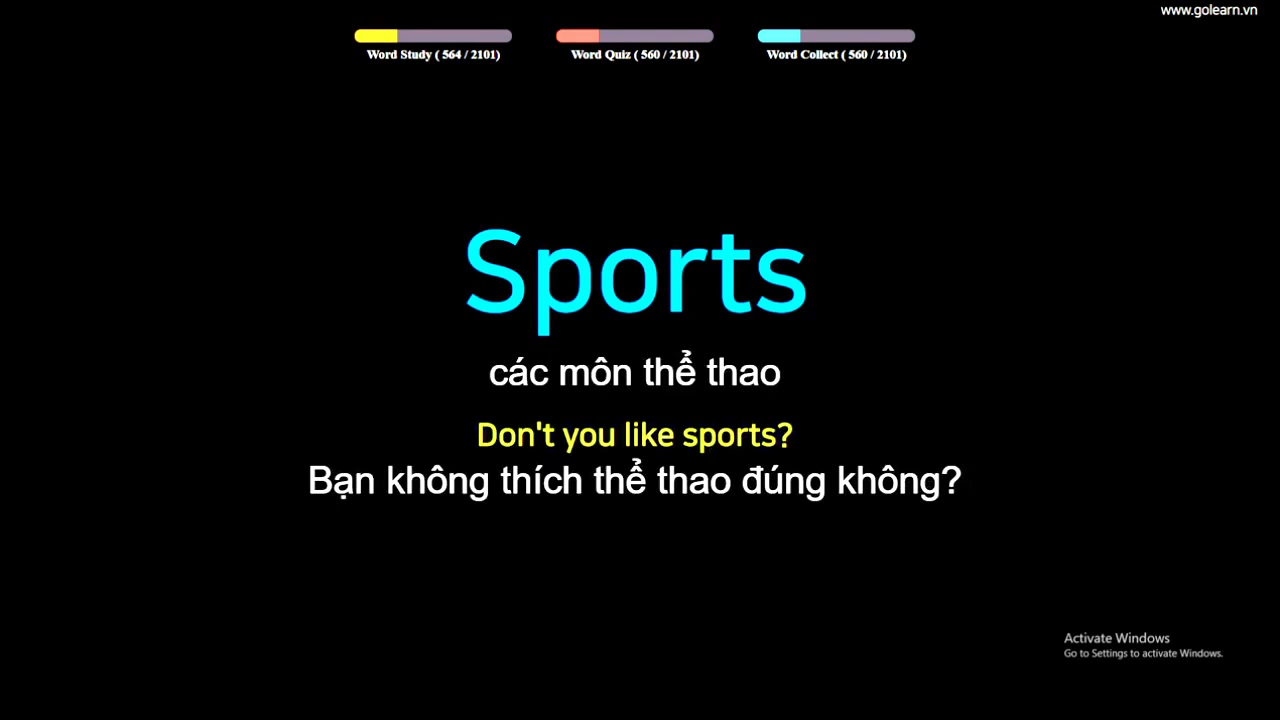 www.golearn.vn
Word Study ( 564 / 2101)
Word Quiz ( 560 / 2101)
Word Collect ( 560 / 2101)
Sports
các môn thể thao
Don't you like sports?
Bạn không thích thể thao đúng không?
Activate Windows
Go to Settings to activate Windows.